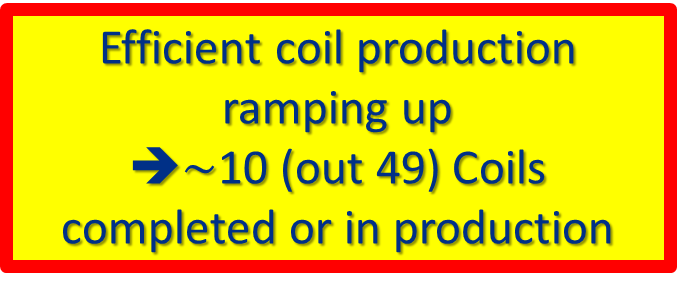 Efficient coil production
ramping up
➔~10 (out 49) Coils
completed or in production